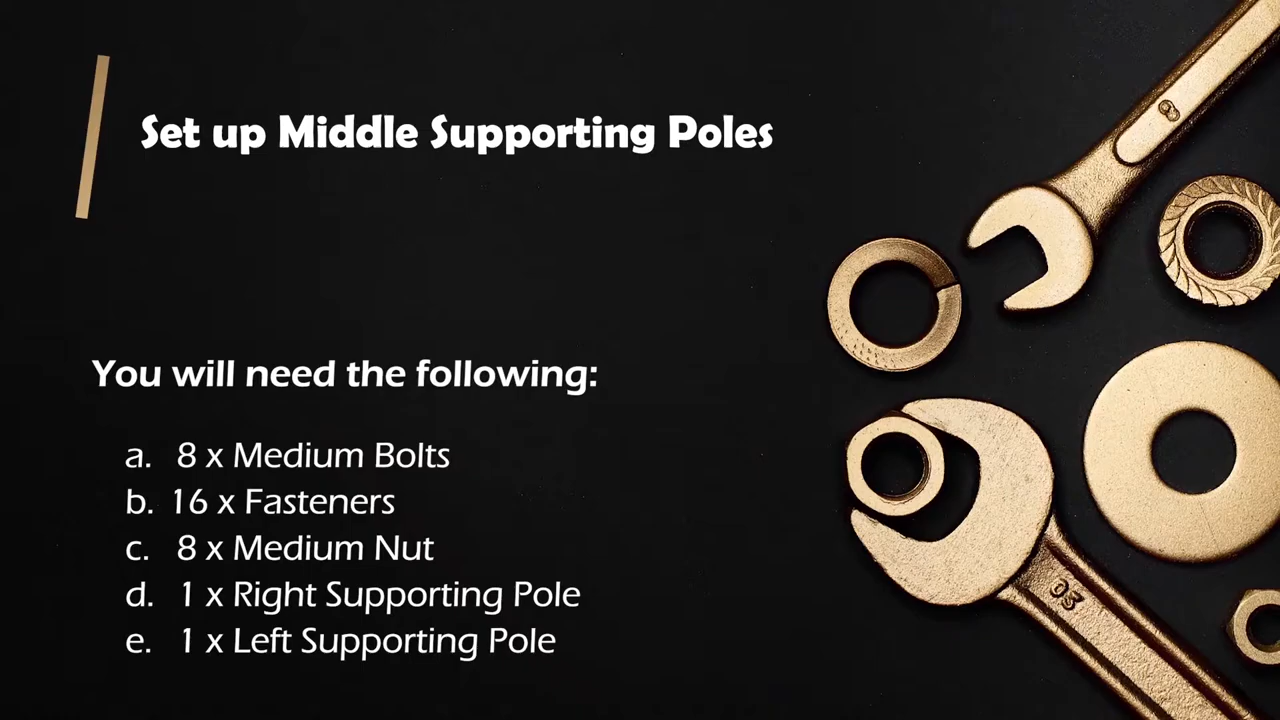 Set up Middle Supporting Poles
You will need the following:
a. 8 x Medium Bolts
b. 16 x Fasteners
c. 8 x Medium Nut
d. 1 x Right Supporting Pole
e. 1 x Left Supporting Pole
03